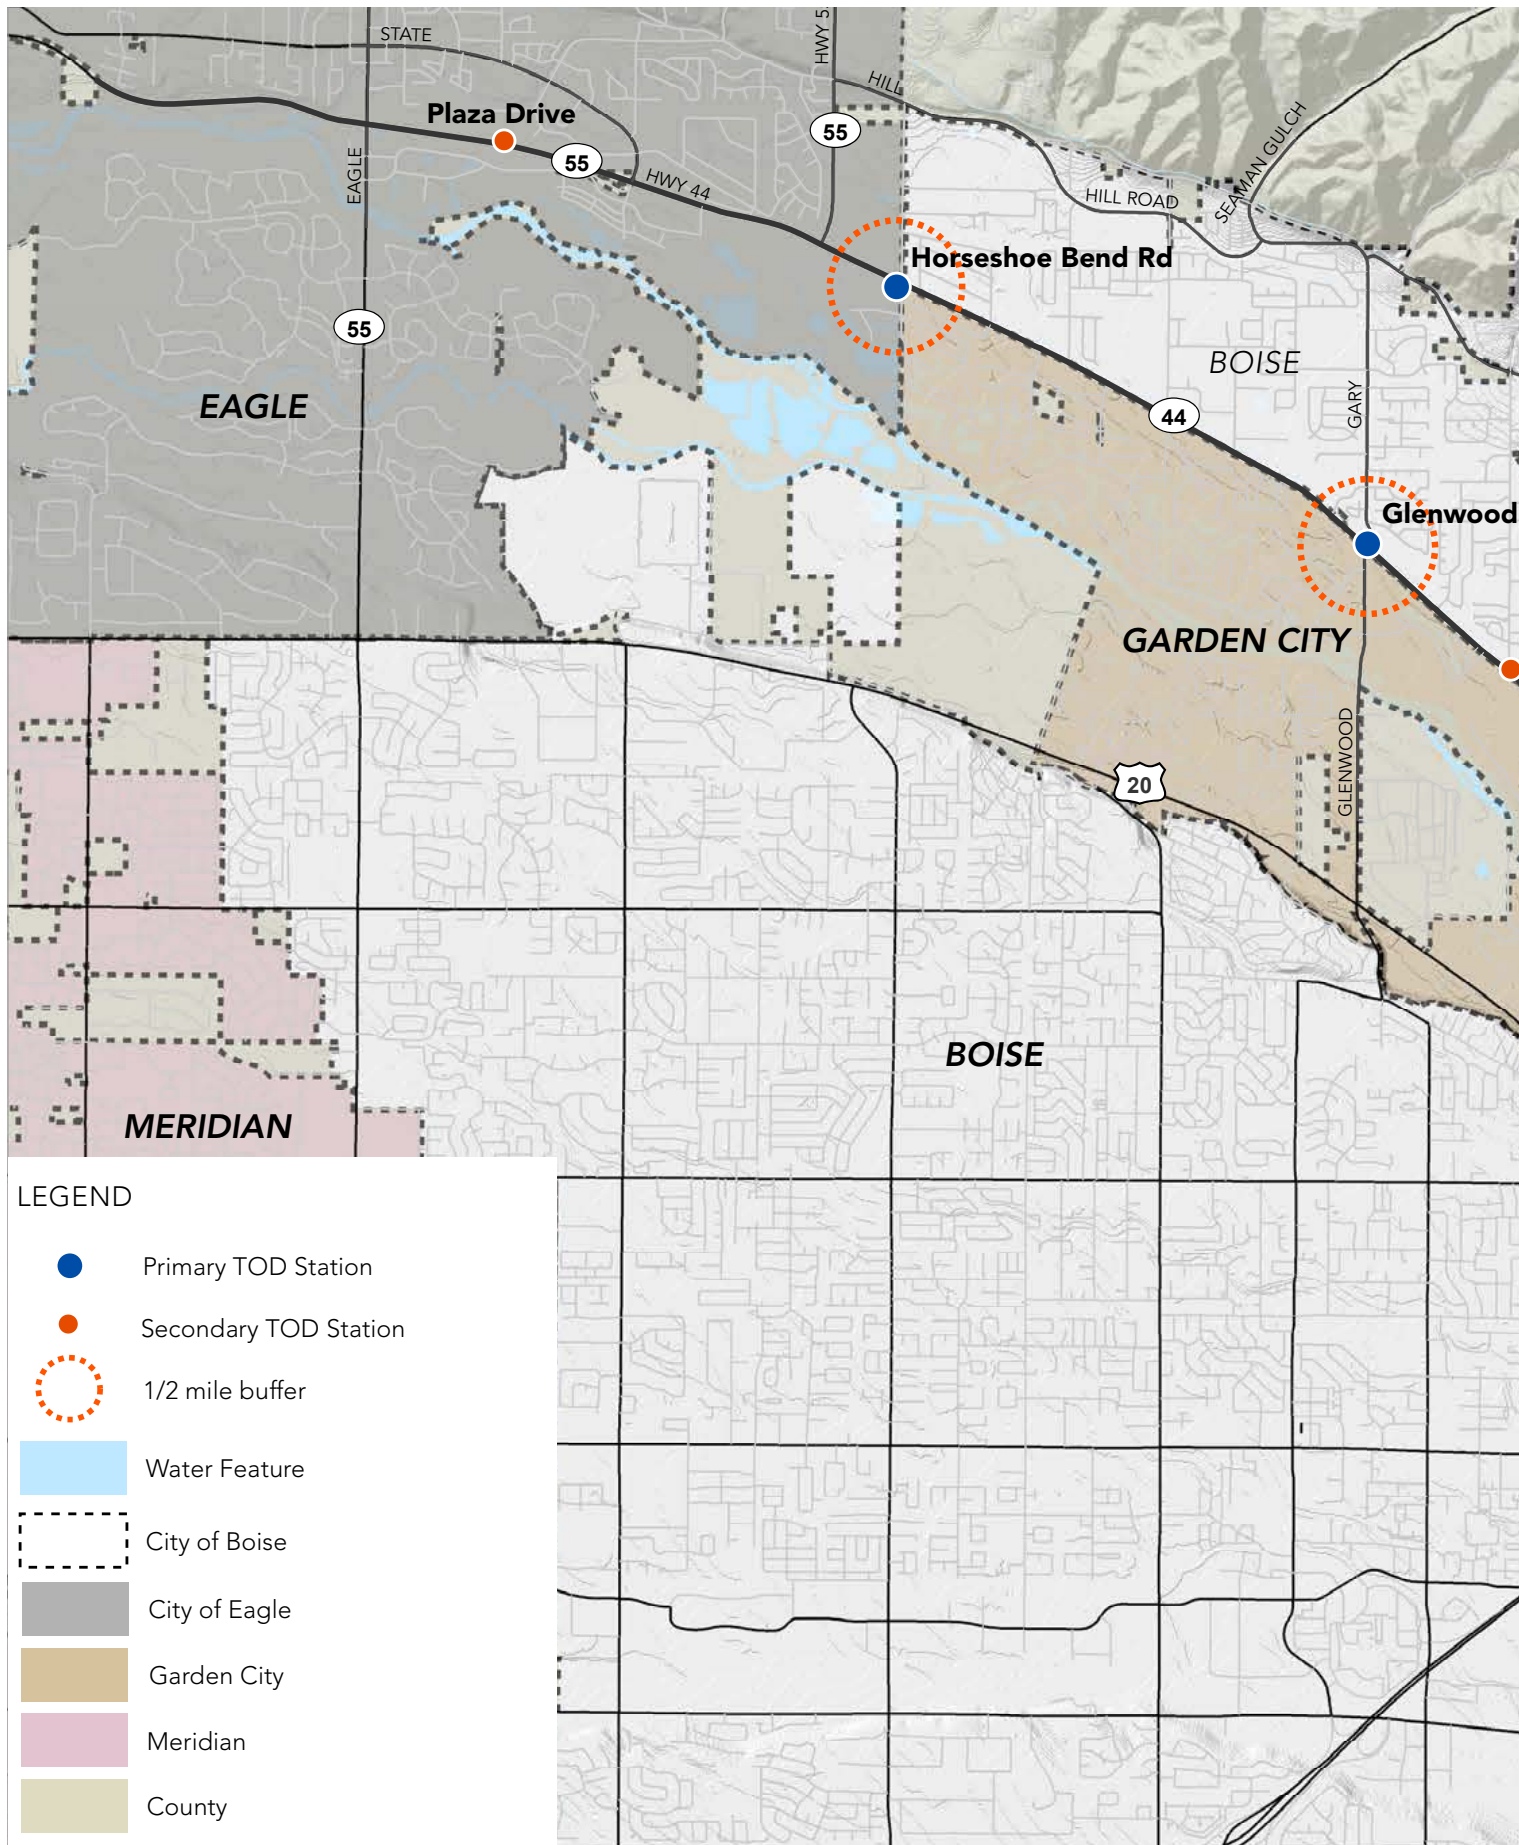 STATE
HWY 5
HILL
Plaza Drive
55
55
SEAMAN GULCH
EAGLE
HWY 44
HILL ROAD
Horseshoe Bend Rd
55
BOISE
EAGLE
GARY
44
Glenwood
GARDEN CITY
GLENWOOD
20
BOISE
MERIDIAN
LEGEND
Primary TOD Station
Secondary TOD Station
1/2 mile buffer
Water Feature
City of Boise
City of Eagle
Garden City
Meridian
County